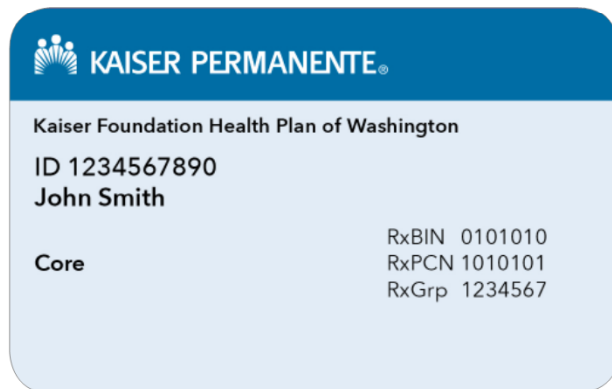 KAISER PERMANENTE®
Kaiser Foundation Health Plan of Washington
ID 1234567890
John Smith
Core
RxBIN 0101010
RxPCN 1010101
RxGrp 1234567